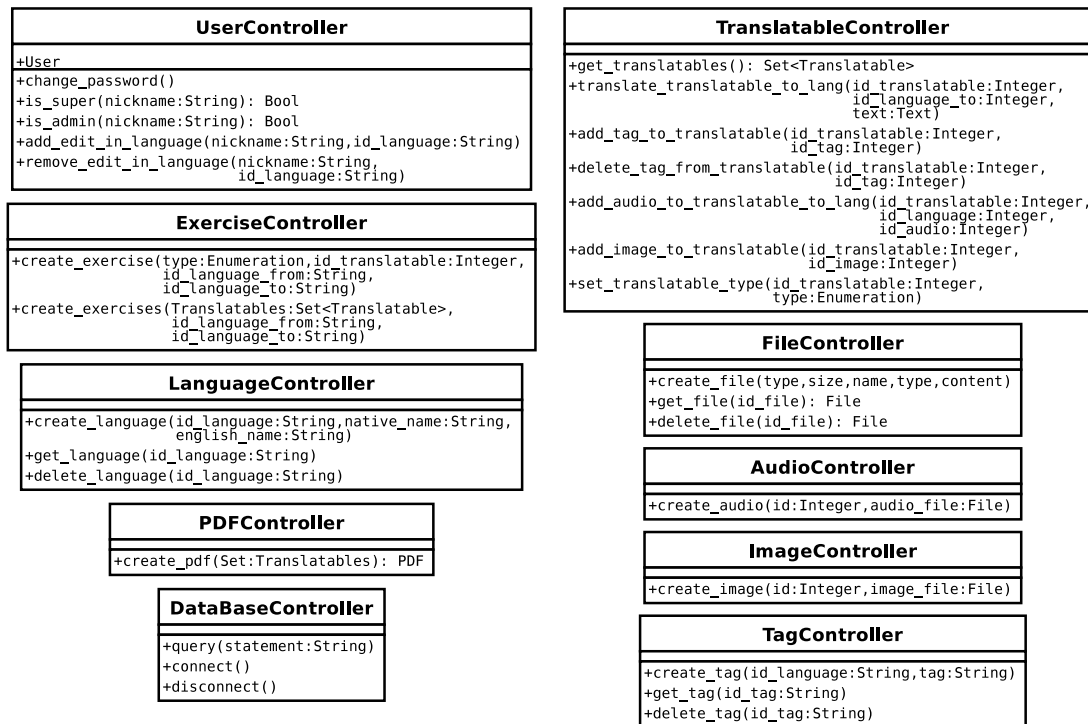 UserController
+User
+change_password()
+is_super(nickname:String): Bool
+is_admin(nickname:String): Bool
+add_edit_in_language(nickname:String,id_language:String)
+remove_edit_in_language(nickname:String,
id_language:String)
ExerciseController
+create_exercise(type:Enumeration,id_translatable:Integer,
id_language_from:String,
id_language_to:String)
+create_exercises(Translatables:Set<Translatable>,
id_language_from:String,
id_language_to:String)
LanguageController
+create_language(id_language:String,native_name:String,
english_name:String)
+get_language(id_language:String)
+delete_language(id_language:String)
PDFController
+create_pdf(Set:Translatables): PDF
DataBaseController
+query(statement:String)
+connect()
+disconnect()
TranslatableController
+get_translatables(): Set<Translatable>
+translate_translatable_to_lang(id_translatable:Integer,
id_language_to:Integer,
text:Text)
+add_tag_to_translatable(id_translatable:Integer,
id_tag:Integer)
+delete_tag_from_translatable(id_translatable:Integer,
id_tag:Integer)
+add_audio_to_translatable_to_lang(id_translatable:Integer,
id_language:Integer,
id_audio:Integer)
+add_image_to_translatable(id_translatable:Integer,
id_image:Integer)
+set_translatable_type(id_translatable:Integer,
type:Enumeration)
FileController
+create_file(type,size,name,type,content)
+get_file(id_file): File
+delete_file(id_file): File
AudioController
+create_audio(id:Integer,audio_file:File)
ImageController
+create_image(id:Integer,image_file:File)
TagController
+create_tag(id_language:String,tag:String)
+get_tag(id_tag:String)
+delete_tag(id_tag:String)